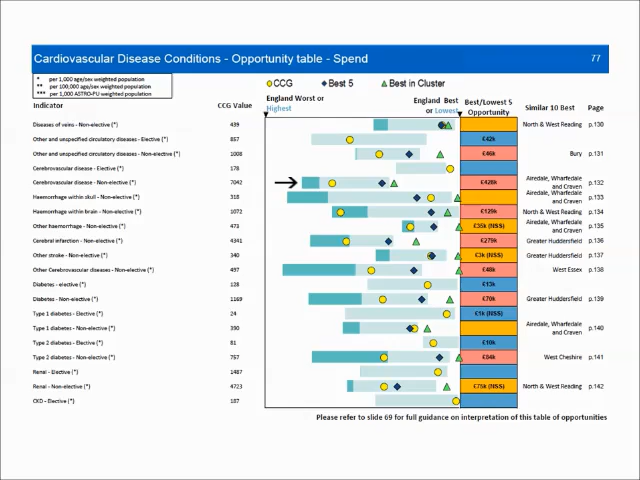 Cardiovascular Disease Conditions - Opportunity table - Spend 77
* per 1,000 age/sex weighted population
** per 100,000 age/sex weighted population
*** per 1,000 ASTRO-PU weighted population
CCG Best 5 Best in Cluster
Indicator CCG Value England Worst or Highest England Best or Lowest Best/Lowest 5 Opportunity Similar 10 Best Page
Diseases of veins - Non-elective (*) 439 North & West Reading p.130
Other and unspecified circulatory diseases - Elective (*) 857 £42k
Other and unspecified circulatory diseases - Non-elective (*) 1008 £46k Bury p.131
Cerebrovascular disease - Elective (*) 178
Cerebrovascular disease - Non-elective (*) 7042 £428k Airedale, Wharfedale and Craven p.132
Haemorrhage within skull - Non-elective (*) 318 Airedale, Wharfedale and Craven p.133
Haemorrhage within brain - Non-elective (*) 1072 £129k North & West Reading p.134
Other haemorrhage - Non-elective (*) 473 £35k (NSS) Airedale, Wharfedale and Craven p.135
Cerebral infarction - Non-elective (*) 4341 £279k Greater Huddersfield p.136
Other stroke - Non-elective (*) 340 £3k (NSS) Greater Huddersfield p.137
Other Cerebrovascular diseases - Non-elective (*) 497 £48k West Essex p.138
Diabetes - elective (*) 628 £13k
Diabetes - Non-elective (*) 1169 £70k Greater Huddersfield p.139
Type 1 diabetes - Elective (*) 24 £1k (NSS)
Type 1 diabetes - Non-elective (*) 390 Airedale, Wharfedale and Craven p.140
Type 2 diabetes - Elective (*) 81 £10k
Type 2 diabetes - Non-elective (*) 757 £84k West Cheshire p.141
Renal - Elective (*) 1487
Renal - Non-elective (*) 4723 £75k (NSS) North & West Reading p.142
CKD - Elective (*) 187
Please refer to slide 69 for full guidance on interpretation of this table of opportunities